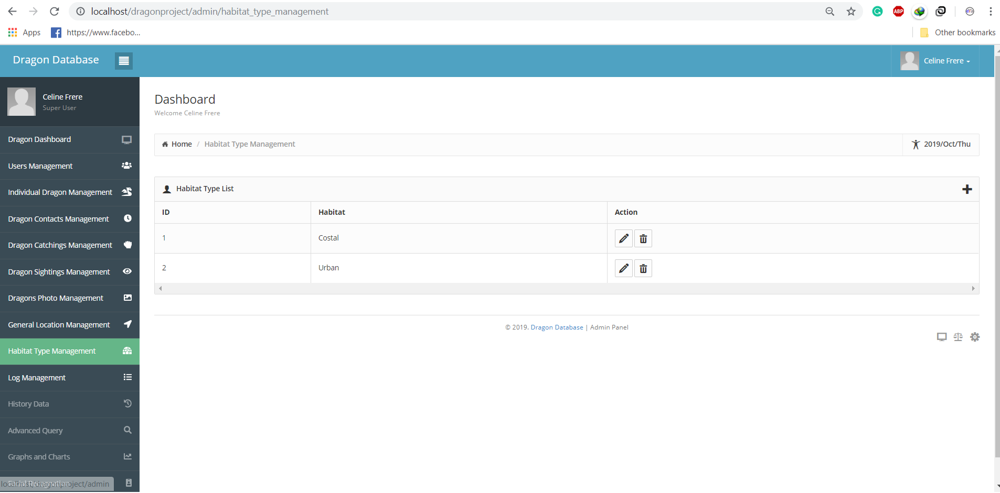 localhost/dragonproject/admin/habitat_type_management
ABP
era
Apps
https://www.facebo...
Other bookmarks
Dragon Database
Celine Frere
Celine Frere
Super User
Dragon Dashboard
Users Management
Individual Dragon Management
Dragon Contacts Management
Dragon Catchings Management
Dragon Sightings Management
Dragons Photo Management
General Location Management
Habitat Type Management
Log Management
History Data
Advanced Query
Graphs and Charts
localhost/dragonproject/admin
Dashboard
Welcome Celine Frere
Home / Habitat Type Management
2019/Oct/Thu
Habitat Type List
ID Habitat Action
1 Costal
2 Urban
© 2019. Dragon Database | Admin Panel